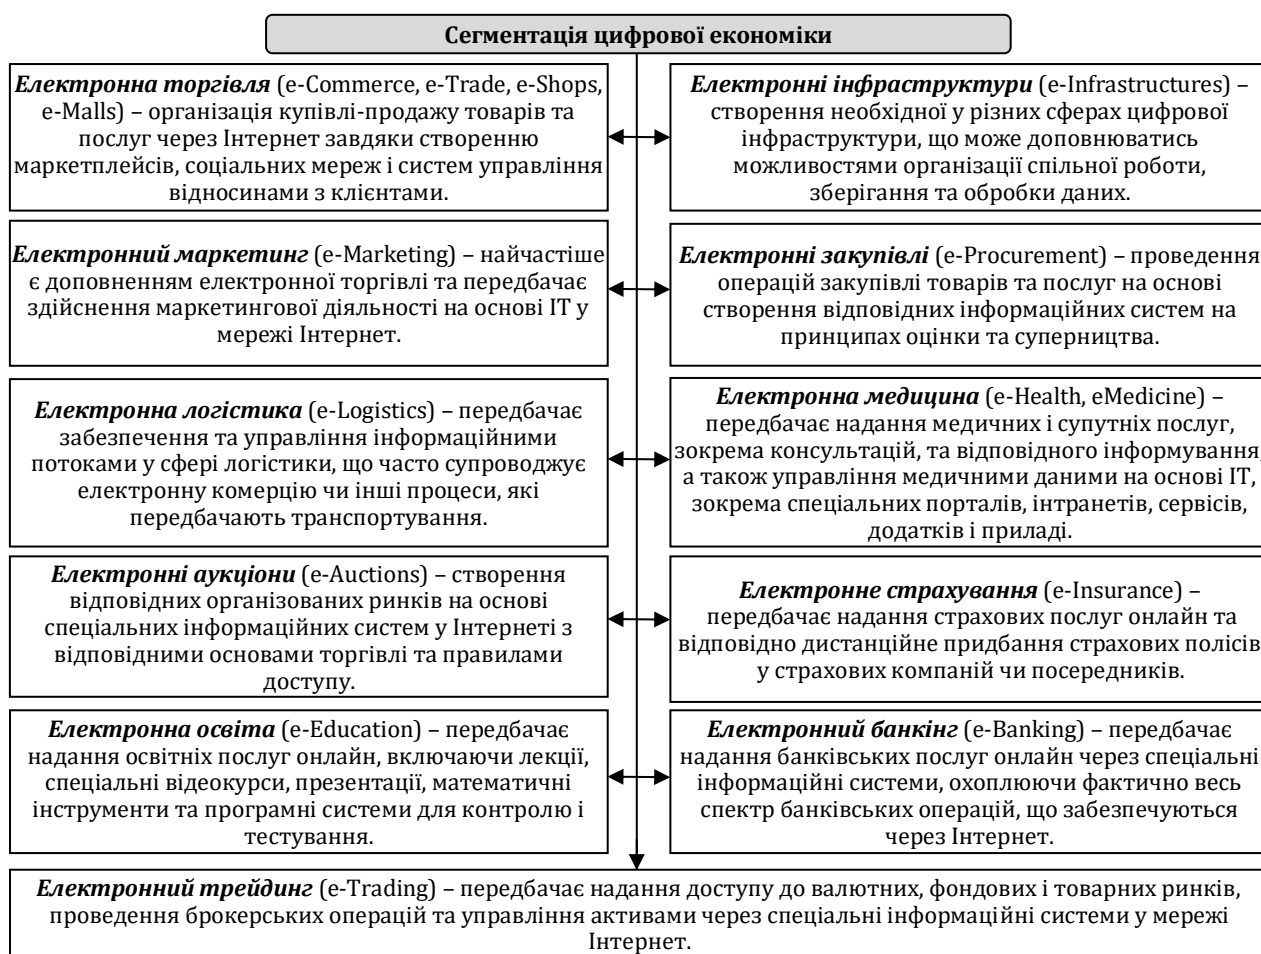 Сегментація цифрової економіки
Електронна торгівля (e-Commerce, e-Trade, e-Shops,
e-Malls) – організація купівлі-продажу товарів та
послуг через Інтернет завдяки створенню
маркетплейсів, соціальних мереж і систем управління
відносинами з клієнтами.
Електронні інфраструктури (e-Infrastructures) –
створення необхідної у різних сферах цифрової
інфраструктури, що може доповнюватись
можливостями організації спільної роботи,
зберігання та обробки даних.
Електронний маркетинг (e-Marketing) – найчастіше
є доповненням електронної торгівлі та передбачає
здійснення маркетингової діяльності на основі ІТ у
мережі Інтернет.
Електронні закупівлі (e-Procurement) – проведення
операцій закупівлі товарів та послуг на основі
створення відповідних інформаційних систем на
принципах оцінки та суперництва.
Електронна логістика (e-Logistics) – передбачає
забезпечення та управління інформаційними
потоками у сфері логістики, що часто супроводжує
електронну комерцію чи інші процеси, які
передбачають транспортування.
Електронна медицина (e-Health, eMedicine) –
передбачає надання медичних і супутніх послуг,
зокрема консультацій, та відповідного інформування,
а також управління медичними даними на основі ІТ,
зокрема спеціальних порталів, інтранетів, сервісів,
додатків і приладі.
Електронні аукціони (e-Auctions) – створення
відповідних організованих ринків на основі
спеціальних інформаційних систем у Інтернеті з
відповідними основами торгівлі та правилами
доступу.
Електронне страхування (e-Insurance) –
передбачає надання страхових послуг онлайн та
відповідно дистанційне придбання страхових полісів
у страхових компаній чи посередників.
Електронна освіта (e-Education) – передбачає
надання освітніх послуг онлайн, включаючи лекції,
спеціальні відеокурси, презентації, математичні
інструменти та програмні системи для контролю і
тестування.
Електронний банкінг (e-Banking) – передбачає
надання банківських послуг онлайн через спеціальні
інформаційні системи, охоплюючи фактично весь
спектр банківських операцій, що забезпечуються
через Інтернет.
Електронний трейдинг (e-Trading) – передбачає надання доступу до валютних, фондових і товарних ринків,
проведення брокерських операцій та управління активами через спеціальні інформаційні системи у мережі
Інтернет.